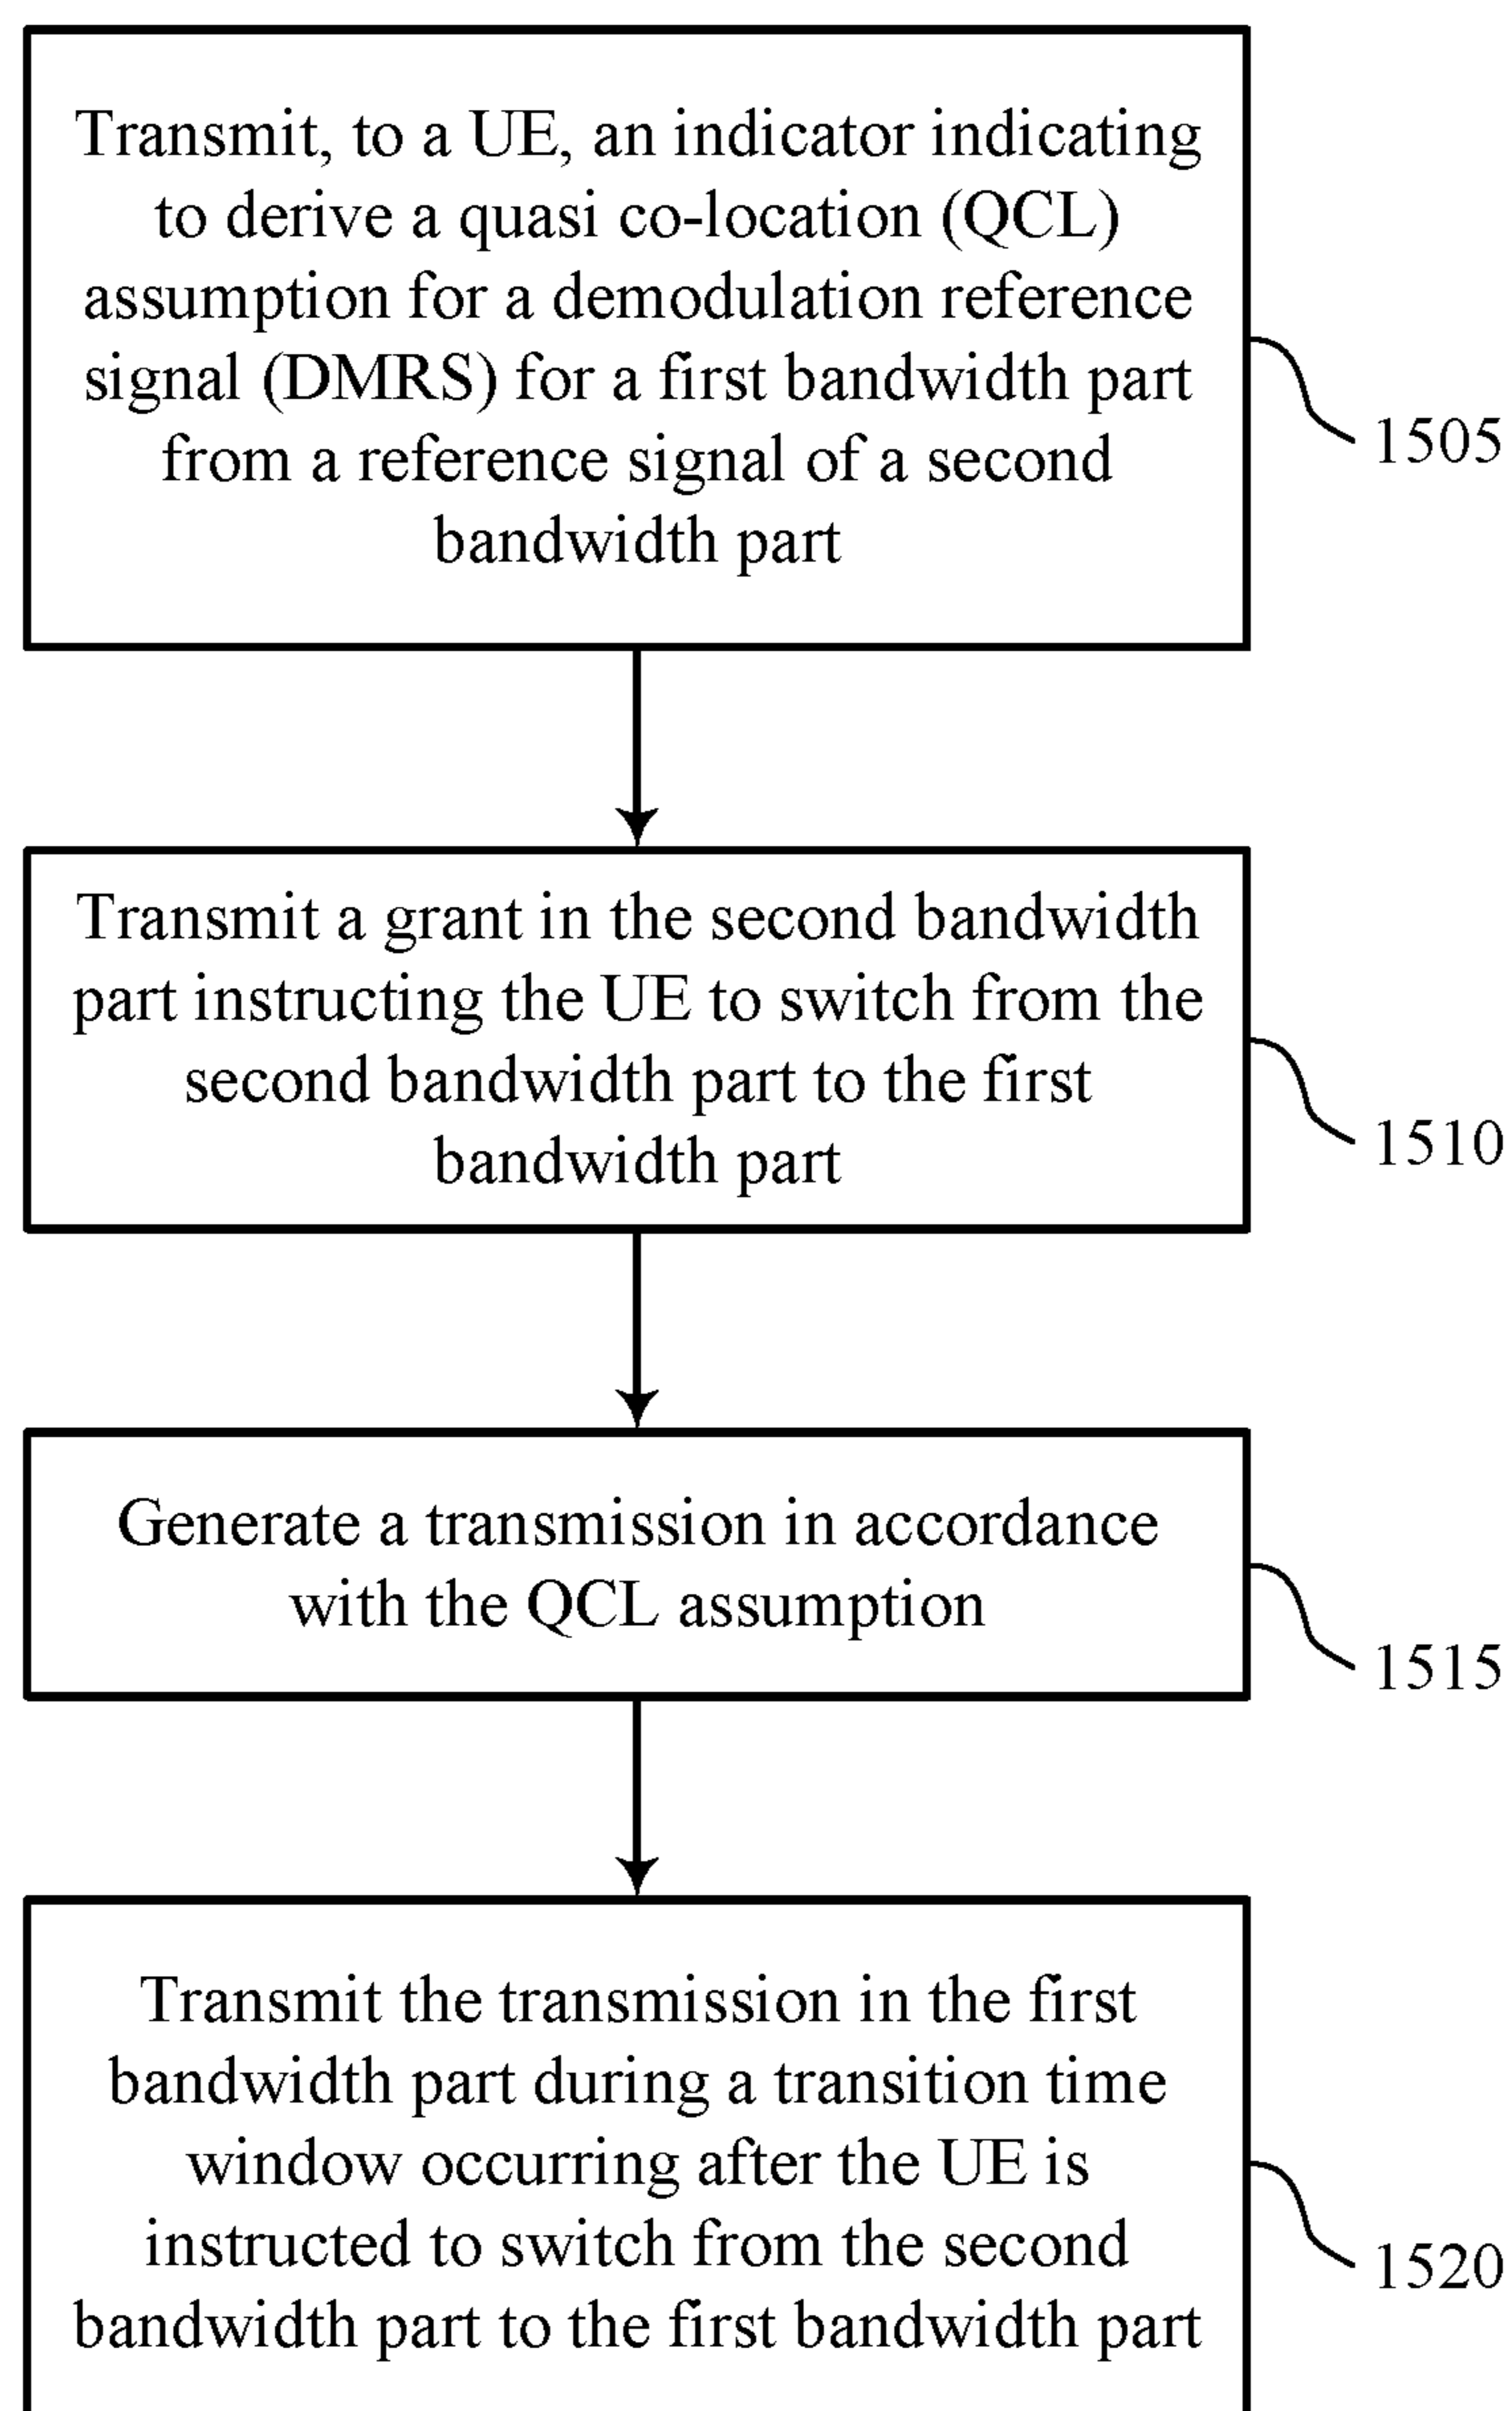 Transmit, to a UE, an indicator indicating
to derive a quasi co-location (QCL)
assumption for a demodulation reference
signal (DMRS) for a first bandwidth part
from a reference signal of a second
bandwidth part
1505
Transmit a grant in the second bandwidth
part instructing the UE to switch from the
second bandwidth part to the first
bandwidth part
1510
Generate a transmission in accordance
with the QCL assumption
1515
Transmit the transmission in the first
bandwidth part during a transition time
window occurring after the UE is
instructed to switch from the second
bandwidth part to the first bandwidth part
1520